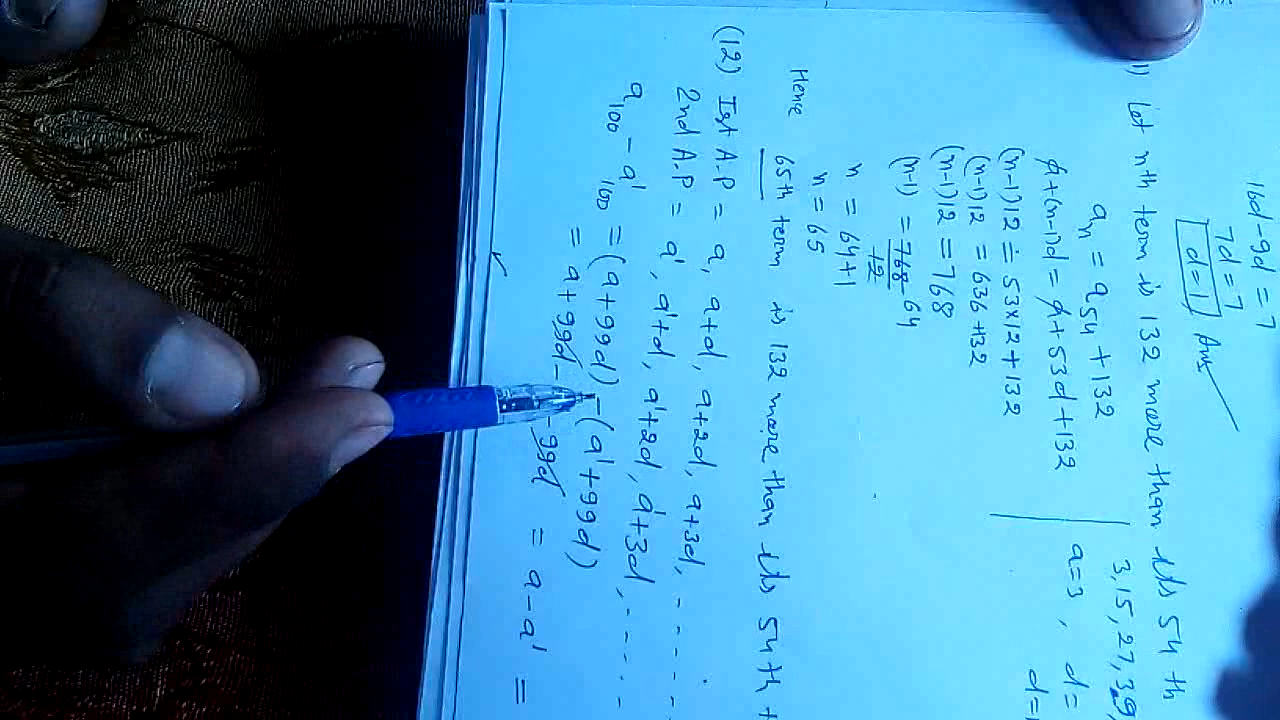 16d-9d = 7
7d = 7
d = 1 Ans
1) Let nth term is 132 more than its 54 th
3, 15, 27, 39,
aₙ = a₅₄ + 132
a=3, d=
a+(n-1)d = a + 53d + 132
(n-1)12 = 53×12 + 132
(n-1)12 = 636 + 132
(n-1)12 = 768
(n-1) = 768/12 64
n = 64+1
n = 65
Hence 65th term is 132 more than its 54th
(12) Ist A.P = a, a+d, a+2d, a+3d, -----
2nd A.P = a', a'+d, a'+2d, a'+3d, -----
a₁₀₀ - a'₁₀₀ = (a+99d) - (a'+99d)
= a + 99d - - 99d = a - a' =